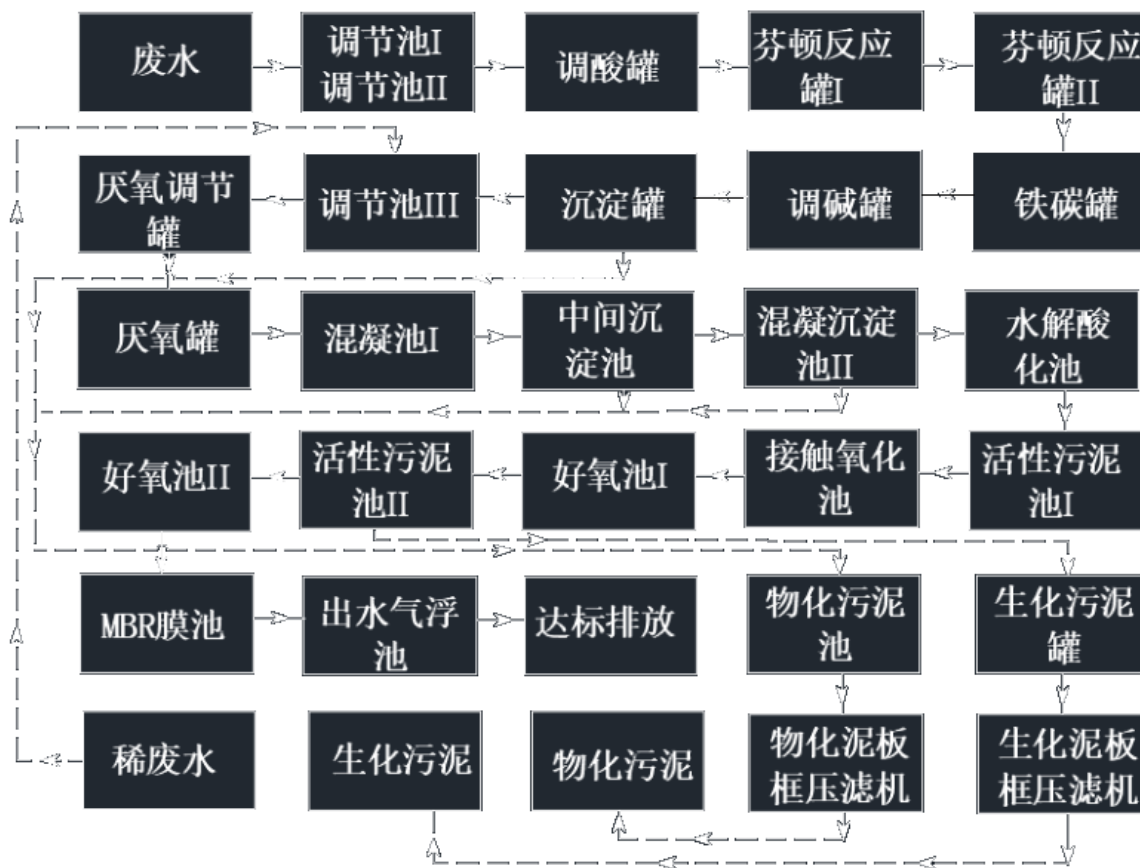 废水
调节池I
调节池II
调酸罐
芬顿反应
罐I
芬顿反应
罐II
厌氧调节
罐
调节池III
沉淀罐
调碱罐
铁碳罐
厌氧罐
混凝池I
中间沉
淀池
混凝沉淀
池II
水解酸
化池
好氧池II
活性污泥
池II
好氧池I
接触氧化
池
活性污泥
池I
MBR膜池
出水气浮
池
达标排放
物化污泥
池
生化污泥
罐
稀废水
生化污泥
物化污泥
物化泥板
框压滤机
生化泥板
框压滤机